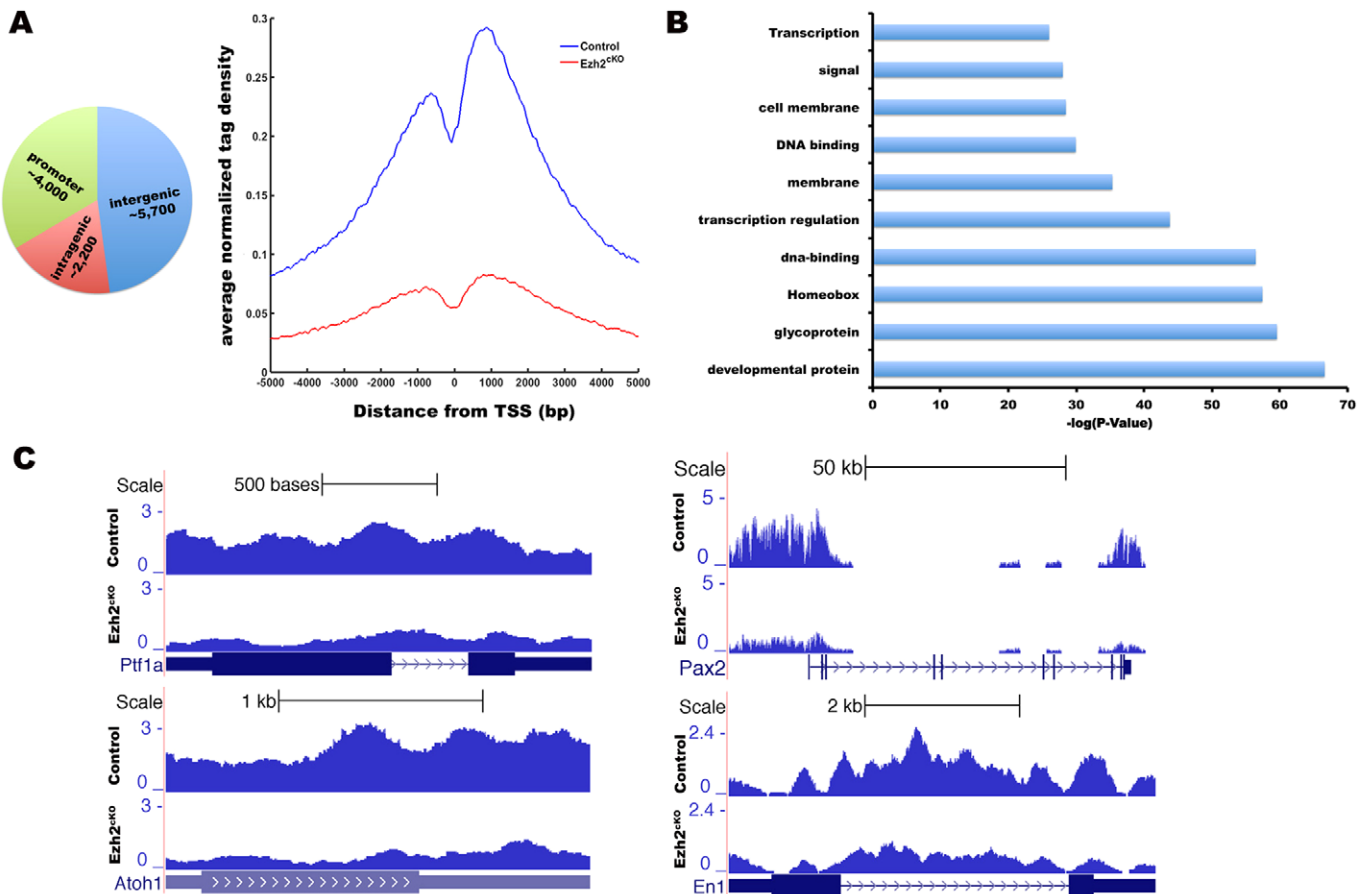 A
promoter
~4,000
intergenic
~5,700
intragenic
~2,200
average normalized tag density
0.3
0.25
0.2
0.15
0.1
0.05
0
Control
Ezh2cKO
-5000 -4000 -3000 -2000 -1000 0 1000 2000 3000 4000 5000
Distance from TSS (bp)
B
Transcription
signal
cell membrane
DNA binding
membrane
transcription regulation
dna-binding
Homeobox
glycoprotein
developmental protein
0 10 20 30 40 50 60 70
-log(P-Value)
C
Scale 500 bases
Control
3 -
0 _
Ezh2cKO
3 -
0 _
Ptf1a
Scale 1 kb
Control
3 -
0 _
Ezh2cKO
3 -
0 _
Atoh1
Scale 50 kb
Control
5 -
0 _
Ezh2cKO
5 -
0 _
Pax2
Scale 2 kb
Control
2.4 -
0 _
Ezh2cKO
2.4 -
0 _
En1